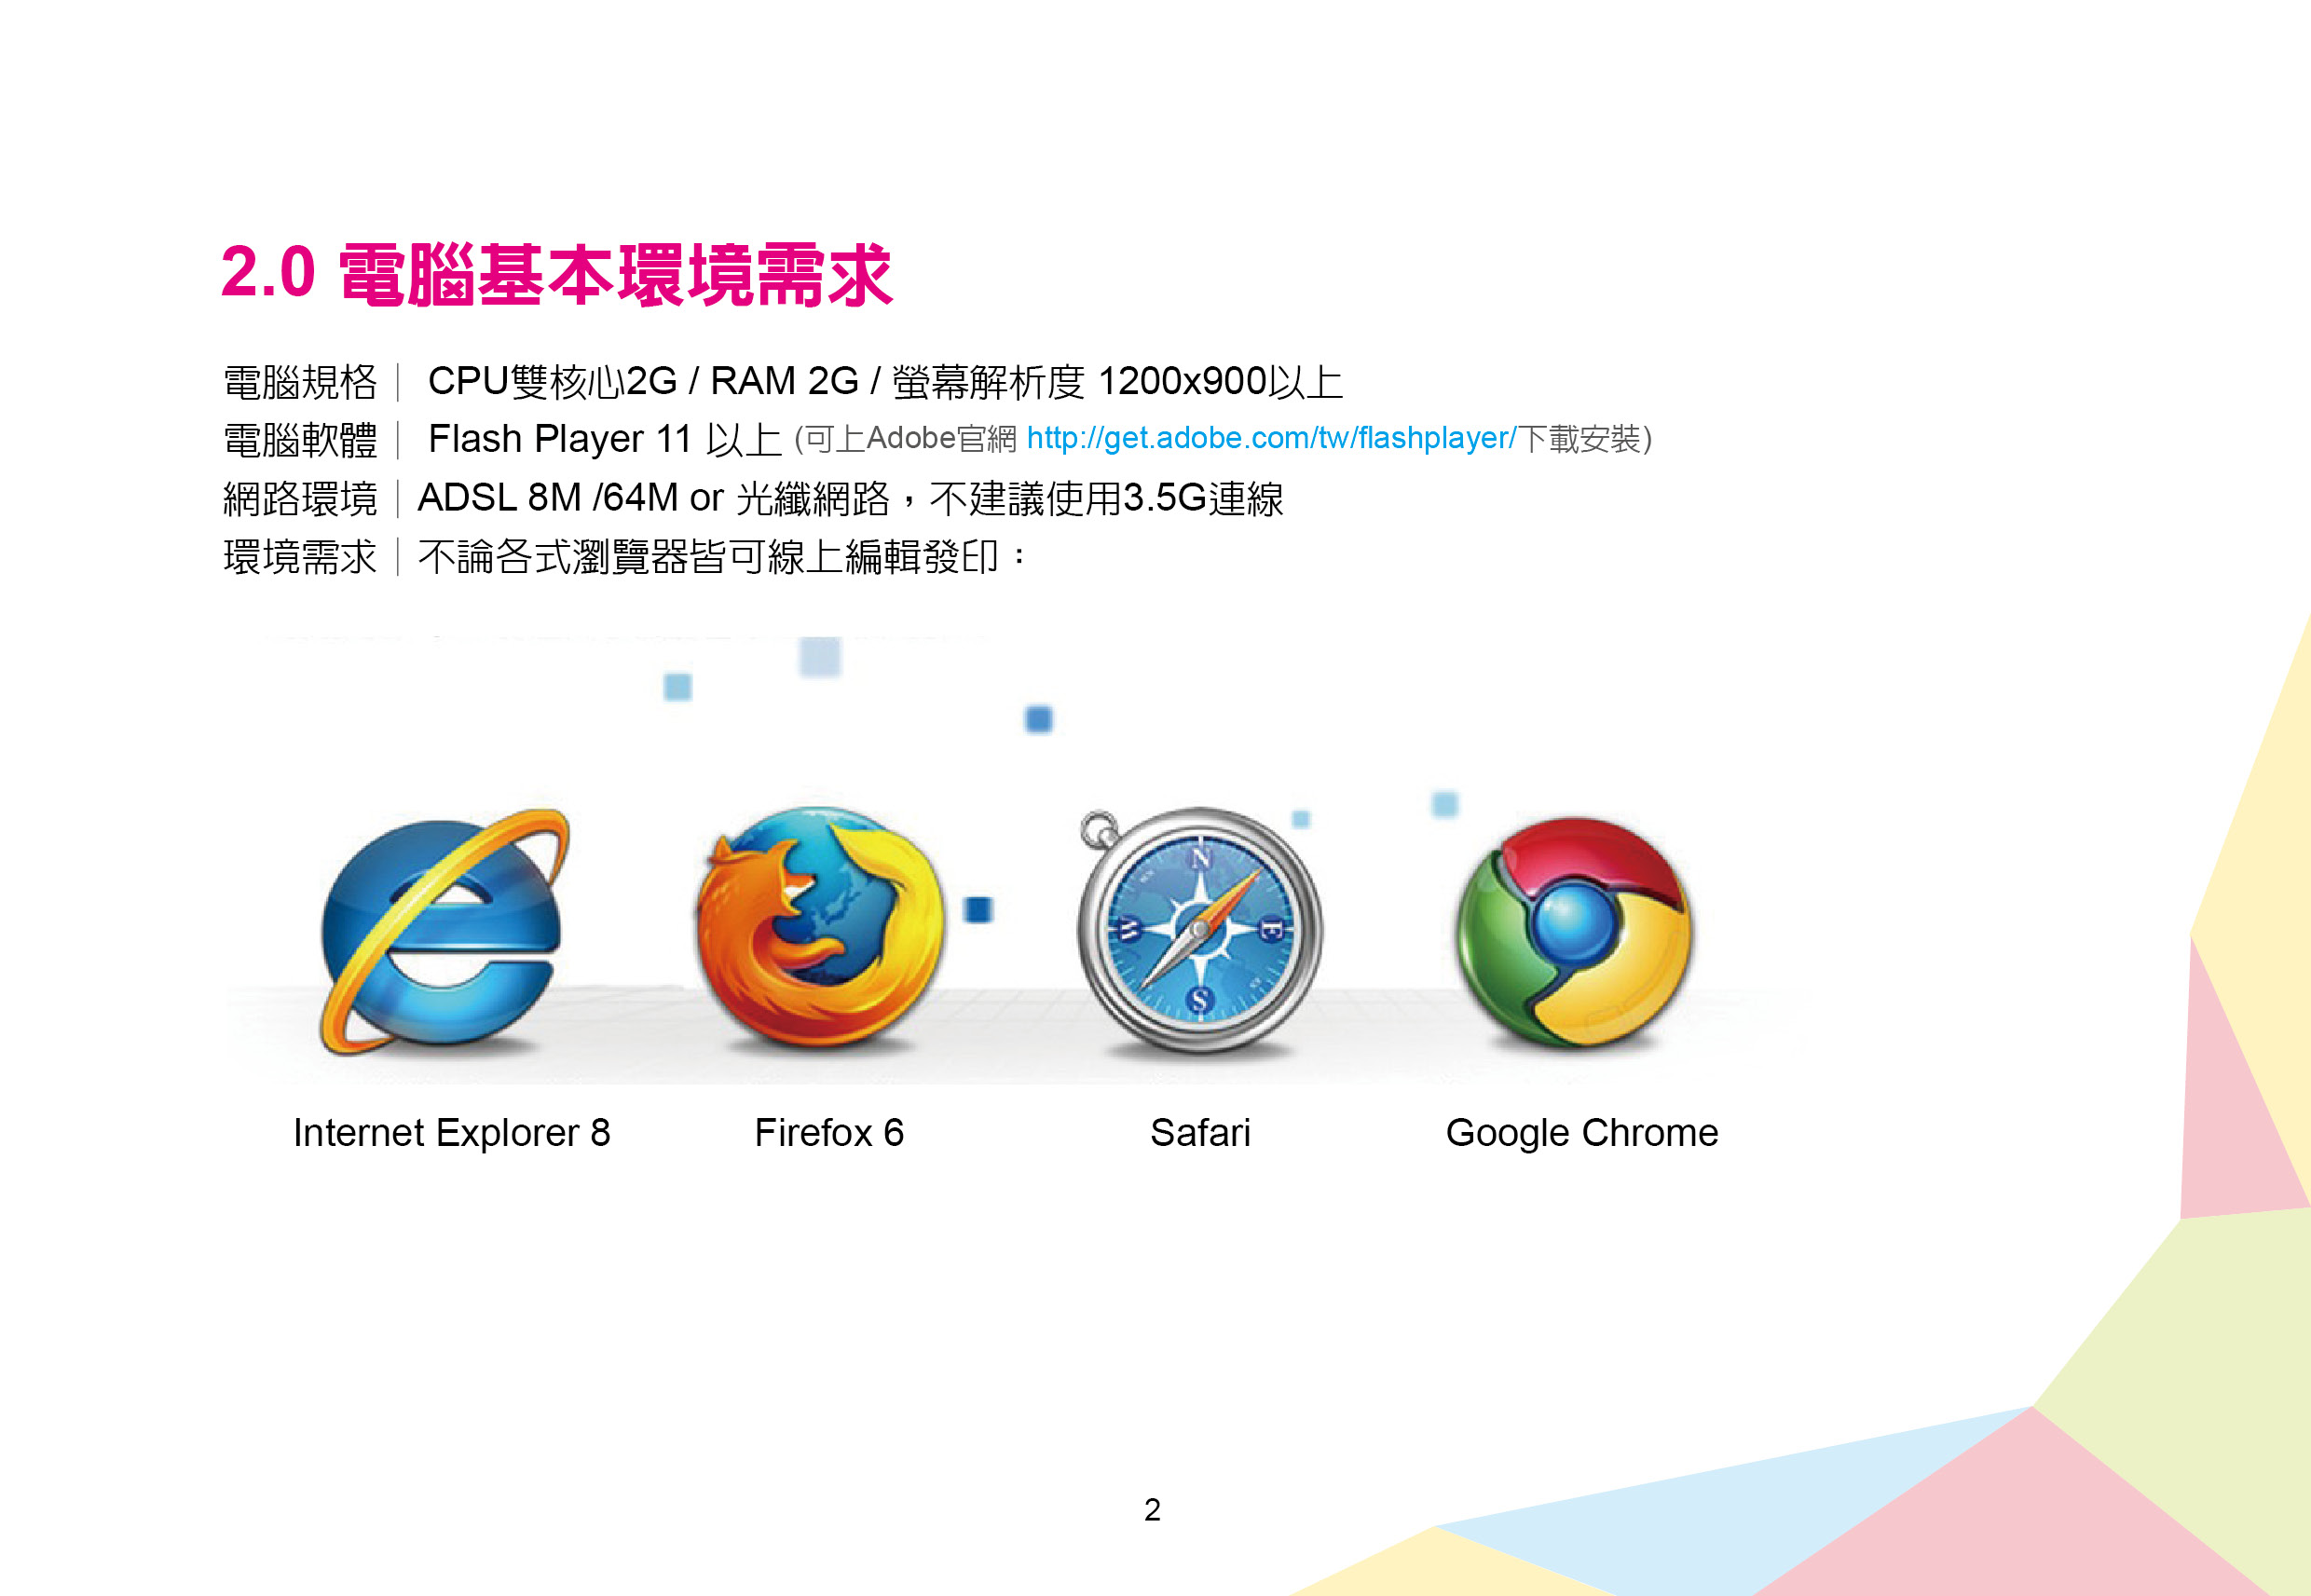 2.0 電腦基本環境需求
電腦規格｜ CPU雙核心2G / RAM 2G / 螢幕解析度 1200x900以上
電腦軟體｜ Flash Player 11 以上 (可上Adobe官網 http://get.adobe.com/tw/flashplayer/下載安裝)
網路環境｜ADSL 8M /64M or 光纖網路，不建議使用3.5G連線
環境需求｜不論各式瀏覽器皆可線上編輯發印：
N
W E
S
Internet Explorer 8 Firefox 6 Safari Google Chrome
2